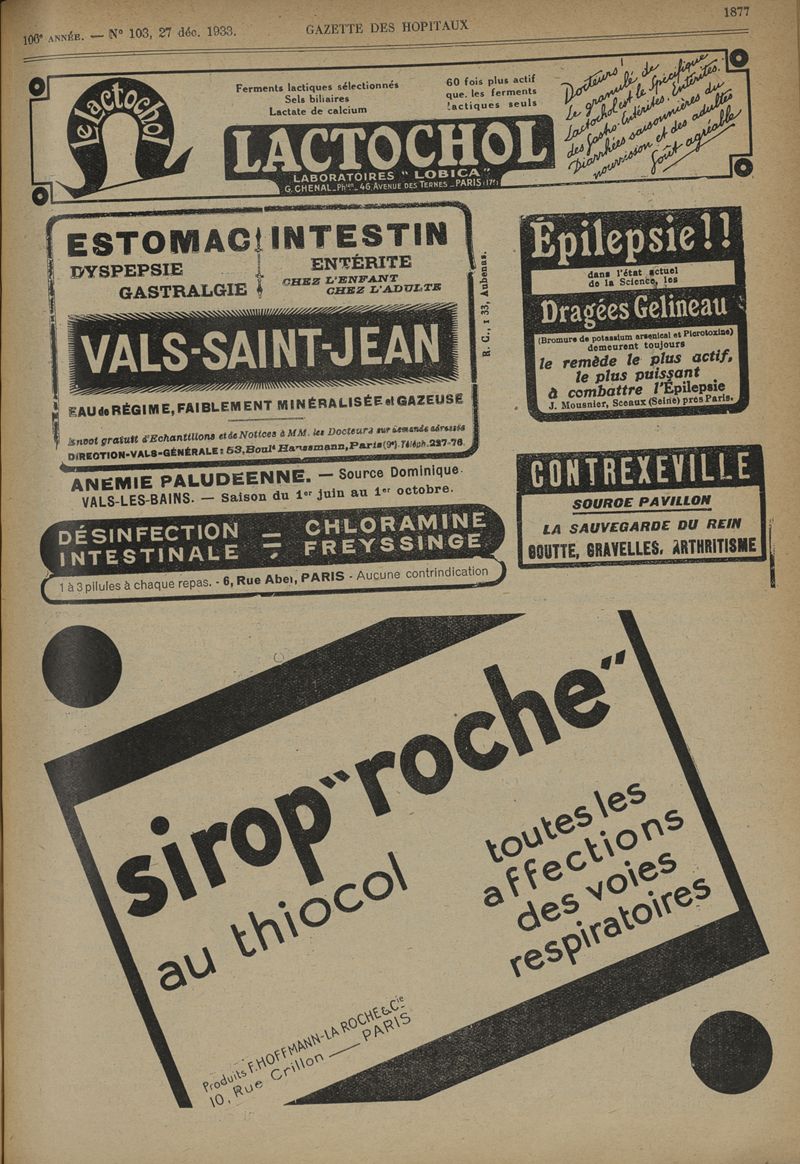 106e ANNÉE. — N° 103, 27 déc. 1933.
GAZETTE DES HOPITAUX
1877
le lactochol
Ferments lactiques sélectionnés
Sels biliaires
Lactate de calcium
60 fois plus actif
que. les ferments
lactiques seuls
LACTOCHOL
LABORATOIRES "LOBICA"
G. CHENAL_Phien_46, AVENUE DES TERNES_PARIS (17e)
Docteurs!
Le granulé de
Lactochol est le Spécifique
des Gastro-Entérites. Entérites.
Diarrhées saisonnières du
nourrisson et des adultes
Goût agréable
ESTOMAC INTESTIN
DYSPEPSIE
GASTRALGIE
ENTÉRITE
CHEZ L'ENFANT
CHEZ L'ADULTE
VALS-SAINT-JEAN
EAU de RÉGIME, FAIBLEMENT MINÉRALISÉE et GAZEUSE
Envoi gratuit d'Echantillons et de Notices à MM. les Docteurs sur demande adressée
DIRECTION-VALS-GÉNÉRALE: 53, Boult Haussmann, Paris (9e). Téléph. 237-76.
R. C., 1 33, Aubenas.
ANEMIE PALUDEENNE. — Source Dominique.
VALS-LES-BAINS. — Saison du 1er juin au 1er octobre.
DÉSINFECTION
INTESTINALE
=
CHLORAMINE
FREYSSINGE
1 à 3 pilules à chaque repas. - 6, Rue Abel, PARIS - Aucune contrindication
Épilepsie!!
dans l'état actuel
de la Science, les
Dragées Gelineau
(Bromure de potassium arsenical et Picrotoxine)
demeurent toujours
le remède le plus actif,
le plus puissant
à combattre l'Épilepsie
J. Mousnier, Sceaux (Seine) près Paris.
CONTREXEVILLE
SOURCE PAVILLON
LA SAUVEGARDE DU REIN
GOUTTE, GRAVELLES, ARTHRITISME
sirop "roche"
au thiocol
toutes les
affections
des voies
respiratoires
Produits F. HOFFMANN-LA ROCHE & Cie
10, Rue Crillon — PARIS